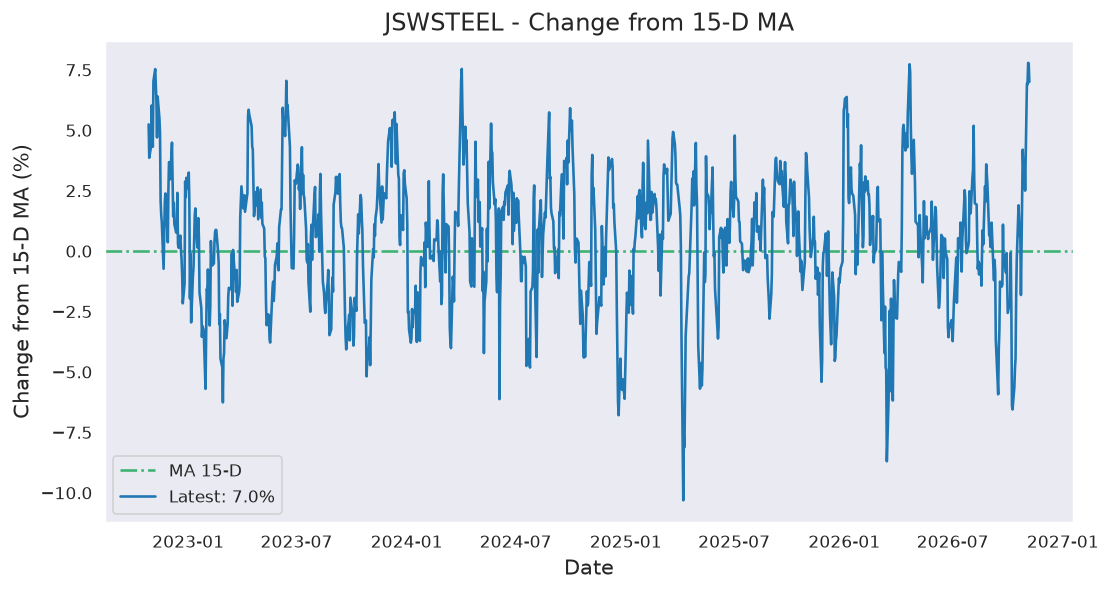 JSWSTEEL - Change from 15-D MA
Change from 15-D MA (%)
7.5
5.0
2.5
0.0
−2.5
−5.0
−7.5
−10.0
MA 15-D
Latest: 7.0%
2023-01 2023-07 2024-01 2024-07 2025-01 2025-07 2026-01 2026-07 2027-01
Date